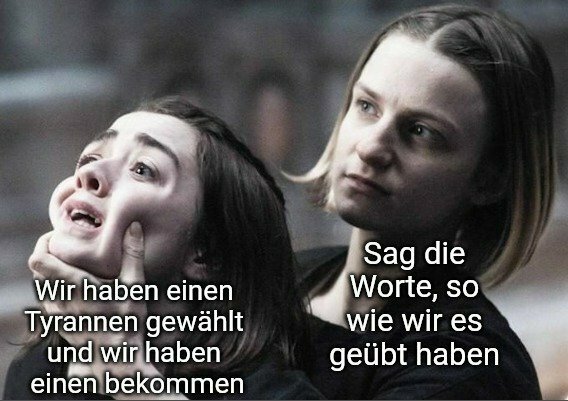 Wir haben einen
Tyrannen gewählt
und wir haben
einen bekommen
Sag die
Worte, so
wie wir es
geübt haben